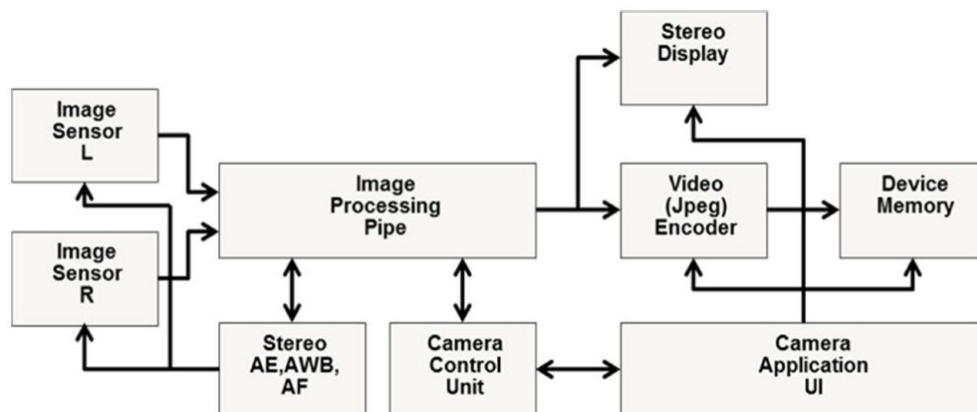 Stereo
Display
Image
Sensor
L
Image
Processing
Pipe
Video
(Jpeg)
Encoder
Device
Memory
Image
Sensor
R
Stereo
AE,AWB,
AF
Camera
Control
Unit
Camera
Application
UI